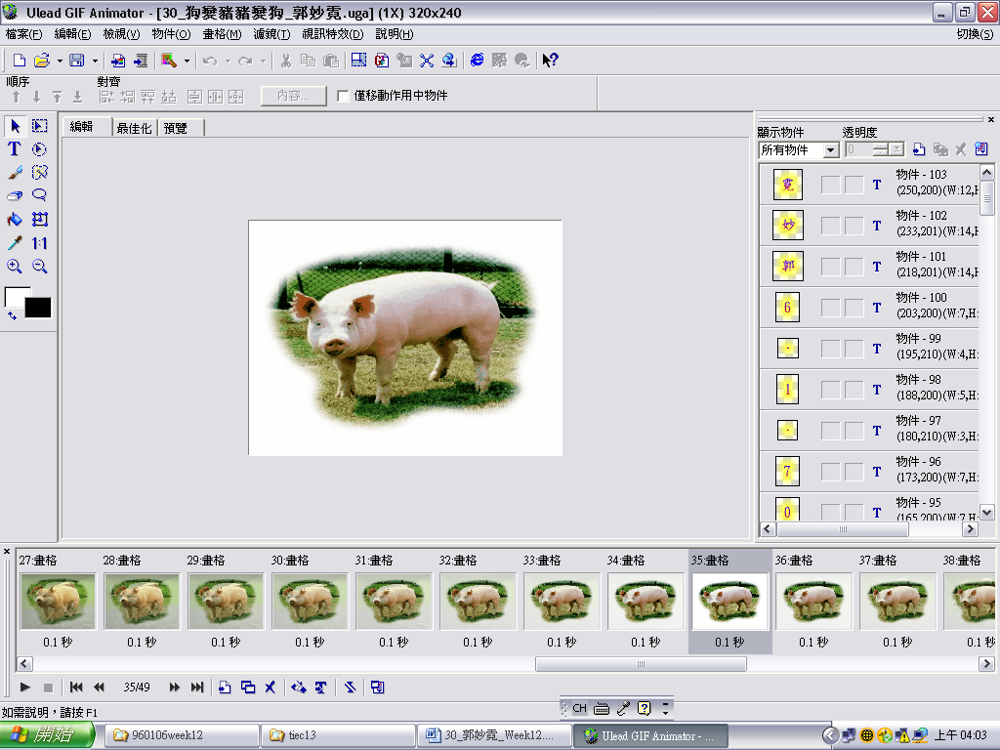 Ulead GIF Animator - [30_狗變豬豬變狗_郭妙霓.uga] (1X) 320x240
檔案(F) 編輯(E) 檢視(V) 物件(O) 畫格(M) 濾鏡(T) 視訊特效(D) 說明(H) 切換(S)
順序 對齊
內容... 僅移動作用中物件
編輯 最佳化 預覽
顯示物件 透明度
所有物件 0
霓 T 物件 - 103
(250,200)(W:12,H
妙 T 物件 - 102
(233,201)(W:14,H
郭 T 物件 - 101
(218,201)(W:14,H
6 T 物件 - 100
(203,200)(W:7,H:
. T 物件 - 99
(195,210)(W:4,H:
1 T 物件 - 98
(188,200)(W:5,H:
. T 物件 - 97
(180,210)(W:3,H:
7 T 物件 - 96
(173,200)(W:7,H:
0 T 物件 - 95
(165,200)(W:7,H
T
1:1
27:畫格 28:畫格 29:畫格 30:畫格 31:畫格 32:畫格 33:畫格 34:畫格 35:畫格 36:畫格 37:畫格 38:畫格
0.1 秒 0.1 秒 0.1 秒 0.1 秒 0.1 秒 0.1 秒 0.1 秒 0.1 秒 0.1 秒 0.1 秒 0.1 秒 0.1 秒
35/49
如需說明，請按 F1
CH
開始 960106week12 tiec13 30_郭妙霓_Week12.... Ulead GIF Animator - ... 上午 04:03